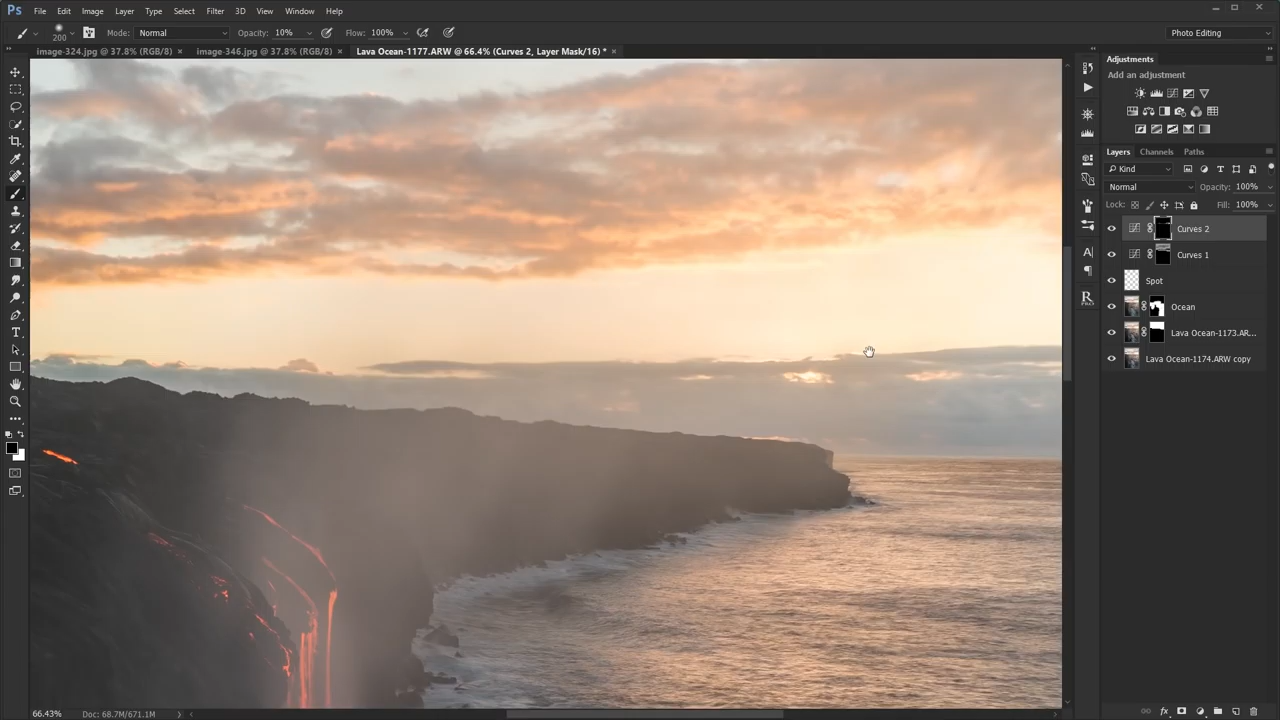 Ps File Edit Image Layer Type Select Filter 3D View Window Help
200 Mode: Normal Opacity: 10% Flow: 100% Photo Editing
image-324.jpg @ 37.8% (RGB/8) × image-346.jpg @ 37.8% (RGB/8) × Lava Ocean-1177.ARW @ 66.4% (Curves 2, Layer Mask/16) * ×
Adjustments
Add an adjustment
Layers Channels Paths
Kind
Normal Opacity: 100%
Lock: Fill: 100%
Curves 2
Curves 1
Spot
Ocean
Lava Ocean-1173.AR...
Lava Ocean-1174.ARW copy
66.43% Doc: 68.7M/671.1M